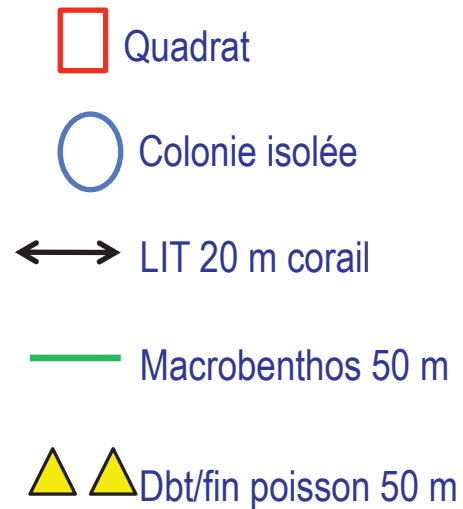 Quadrat
Colonie isolée
LIT 20 m corail
Macrobenthos 50 m
Dbt/fin poisson 50 m